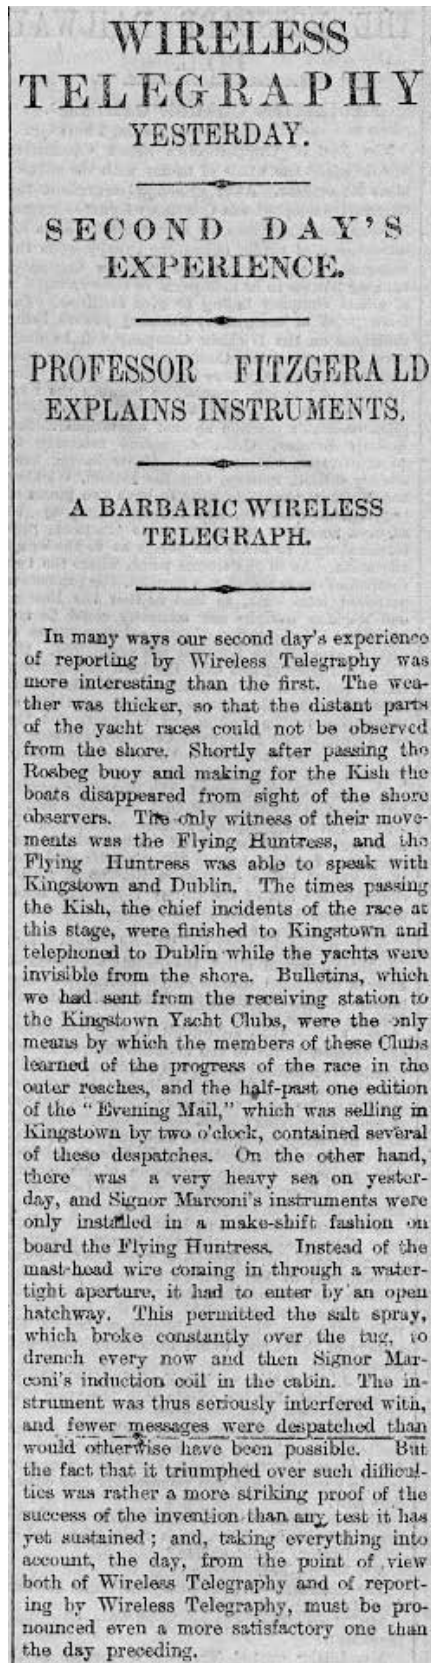 WIRELESS
TELEGRAPHY
YESTERDAY.
SECOND DAY'S
EXPERIENCE.
PROFESSOR FITZGERALD
EXPLAINS INSTRUMENTS.
A BARBARIC WIRELESS
TELEGRAPH.
In many ways our second day's experience
of reporting by Wireless Telegraphy was
more interesting than the first. The wea-
ther was thicker, so that the distant parts
of the yacht races could not be observed
from the shore. Shortly after passing the
Rosbeg buoy and making for the Kish the
boats disappeared from sight of the shore
observers. The only witness of their move-
ments was the Flying Huntress, and the
Flying Huntress was able to speak with
Kingstown and Dublin. The times passing
the Kish, the chief incidents of the race at
this stage, were finished to Kingstown and
telephoned to Dublin while the yachts were
invisible from the shore. Bulletins, which
we had sent from the receiving station to
the Kingstown Yacht Clubs, were the only
means by which the members of these Clubs
learned of the progress of the race in the
outer reaches, and the half-past one edition
of the "Evening Mail," which was selling in
Kingstown by two o'clock, contained several
of these despatches. On the other hand,
there was a very heavy sea on yester-
day, and Signor Marconi's instruments were
only installed in a make-shift fashion on
board the Flying Huntress. Instead of the
mast-head wire coming in through a water-
tight aperture, it had to enter by an open
hatchway. This permitted the salt spray,
which broke constantly over the tug, to
drench every now and then Signor Mar-
coni's induction coil in the cabin. The in-
strument was thus seriously interfered with,
and fewer messages were despatched than
would otherwise have been possible. But
the fact that it triumphed over such difficul-
ties was rather a more striking proof of the
success of the invention than any test it has
yet sustained; and, taking everything into
account, the day, from the point of view
both of Wireless Telegraphy and of report-
ing by Wireless Telegraphy, must be pro-
nounced even a more satisfactory one than
the day preceding.